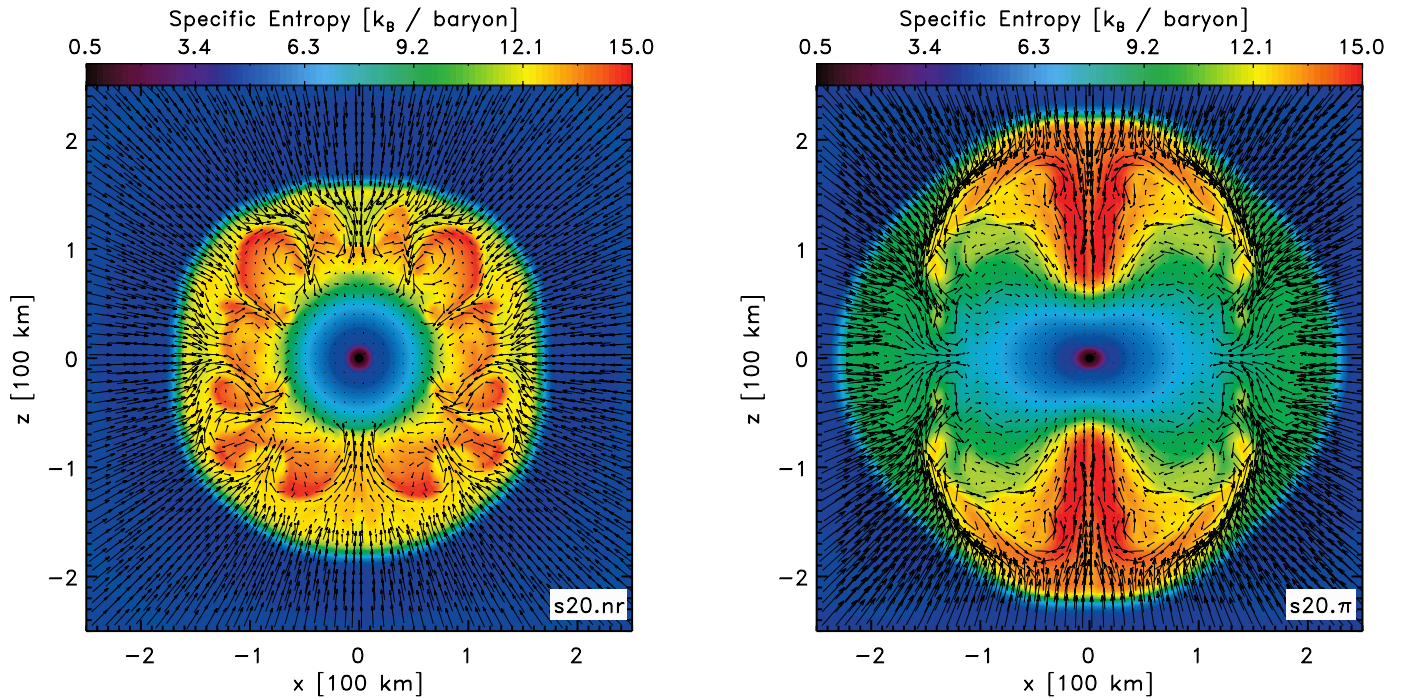 Specific Entropy [k_B / baryon]
0.5 3.4 6.3 9.2 12.1 15.0
2
1
0
−1
−2
z [100 km]
s20.nr
−2 −1 0 1 2
x [100 km]
Specific Entropy [k_B / baryon]
0.5 3.4 6.3 9.2 12.1 15.0
2
1
0
−1
−2
z [100 km]
s20.π
−2 −1 0 1 2
x [100 km]